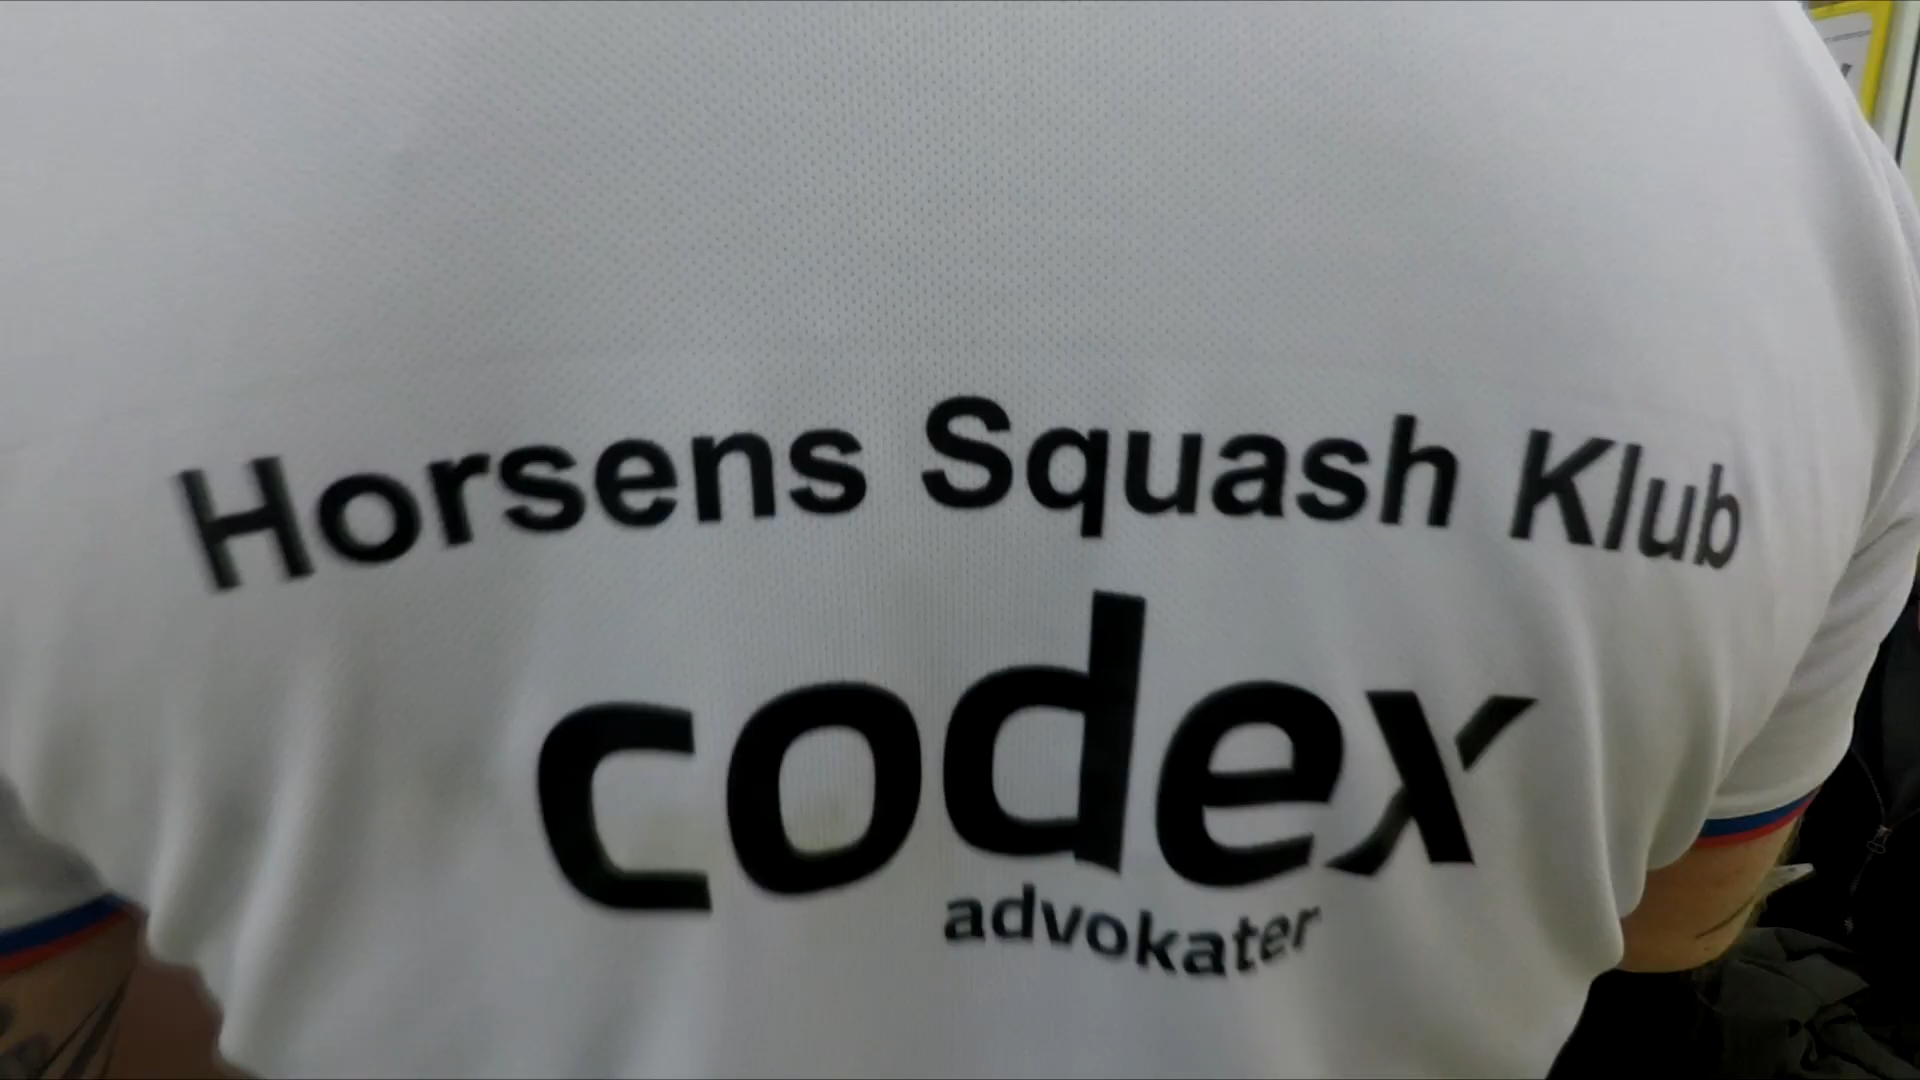 Horsens Squash Klub
codex
advokater